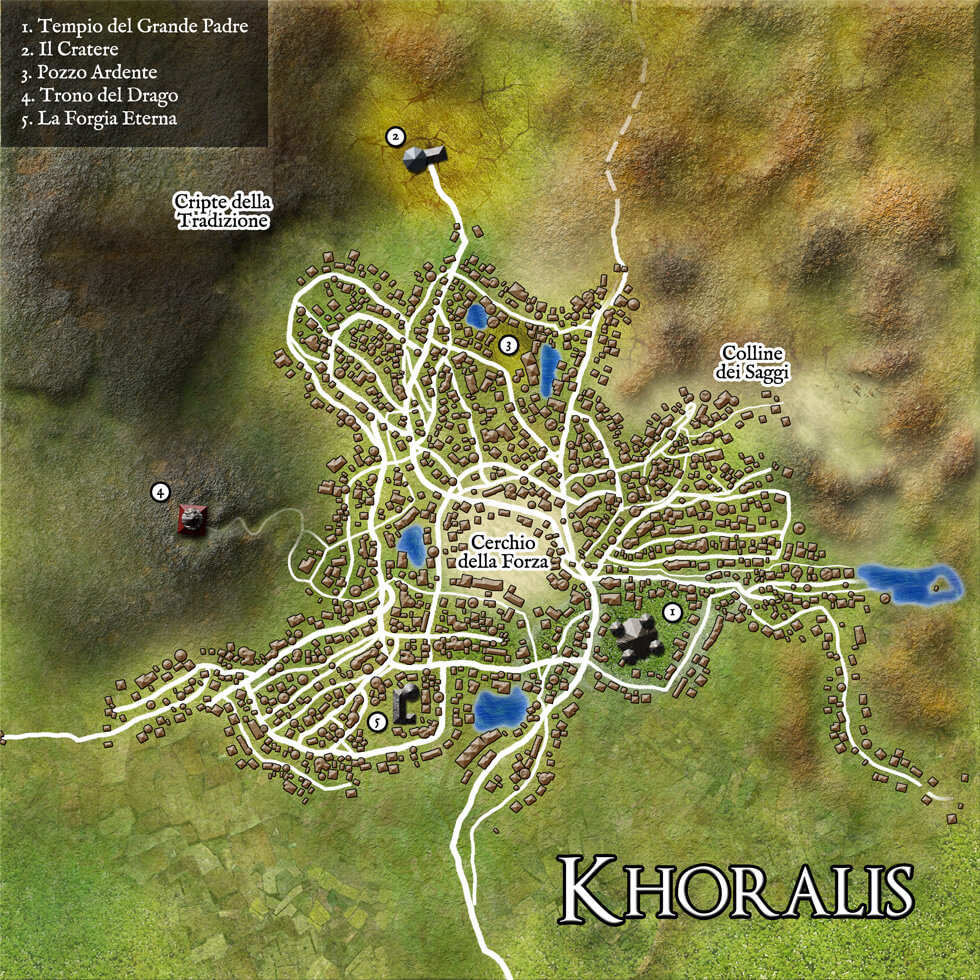 1. Tempio del Grande Padre
2. Il Cratere
3. Pozzo Ardente
4. Trono del Drago
5. La Forgia Eterna
2
Cripte della
Tradizione
3
Colline
dei Saggi
4
Cerchio
della Forza
1
5
KHORALIS